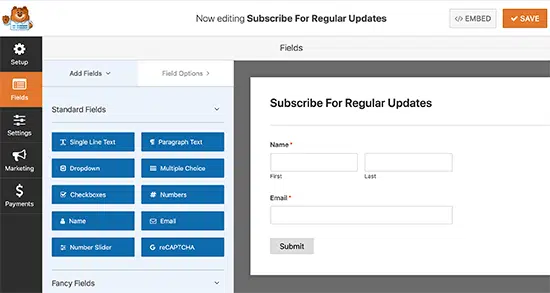 Now editing Subscribe For Regular Updates
</> EMBED
✓ SAVE
Fields
Setup
Fields
Settings
Marketing
Payments
Add Fields
Field Options
Standard Fields
Single Line Text
Paragraph Text
Dropdown
Multiple Choice
Checkboxes
Numbers
Name
Email
Number Slider
reCAPTCHA
Fancy Fields
Subscribe For Regular Updates
Name *
First
Last
Email *
Submit